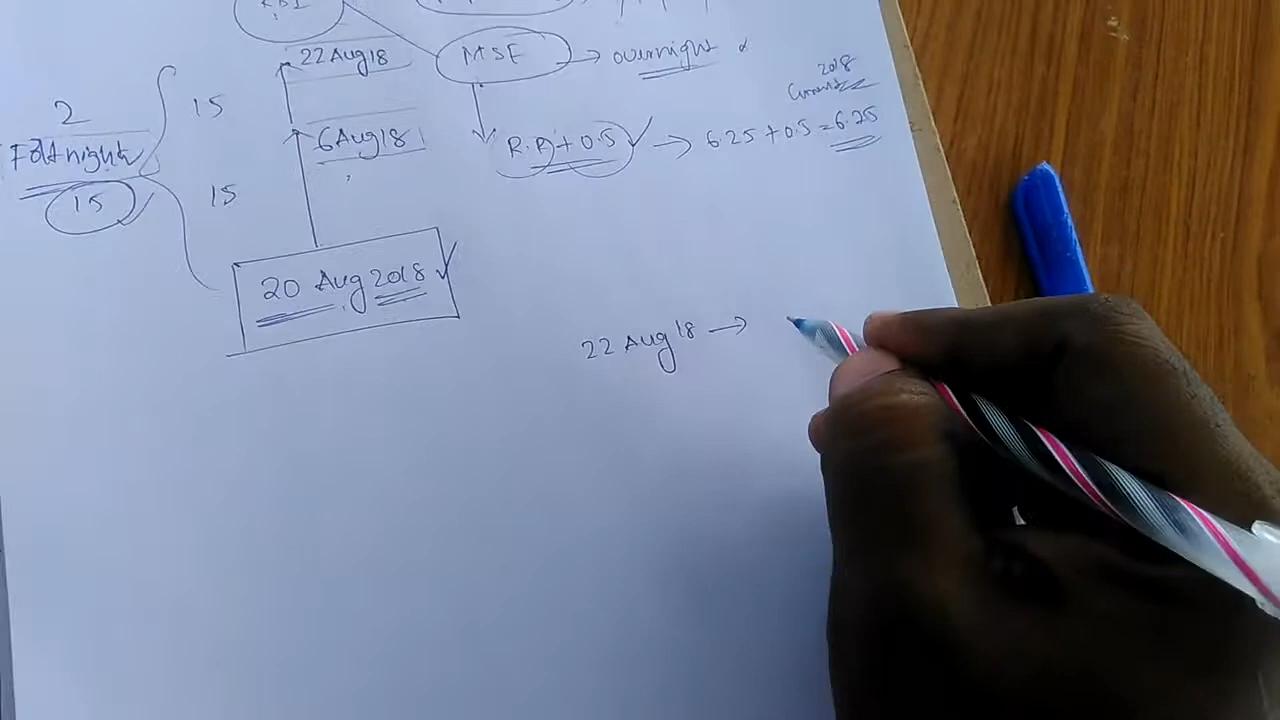 22 Aug 18
MSF → overnight
2018
Current
2
Fortnight
15
15
6 Aug 18
R.R + 0.5 ✓ → 6.25 + 0.5 = 6.25
15
20 Aug 2018 ✓
22 Aug 18 →